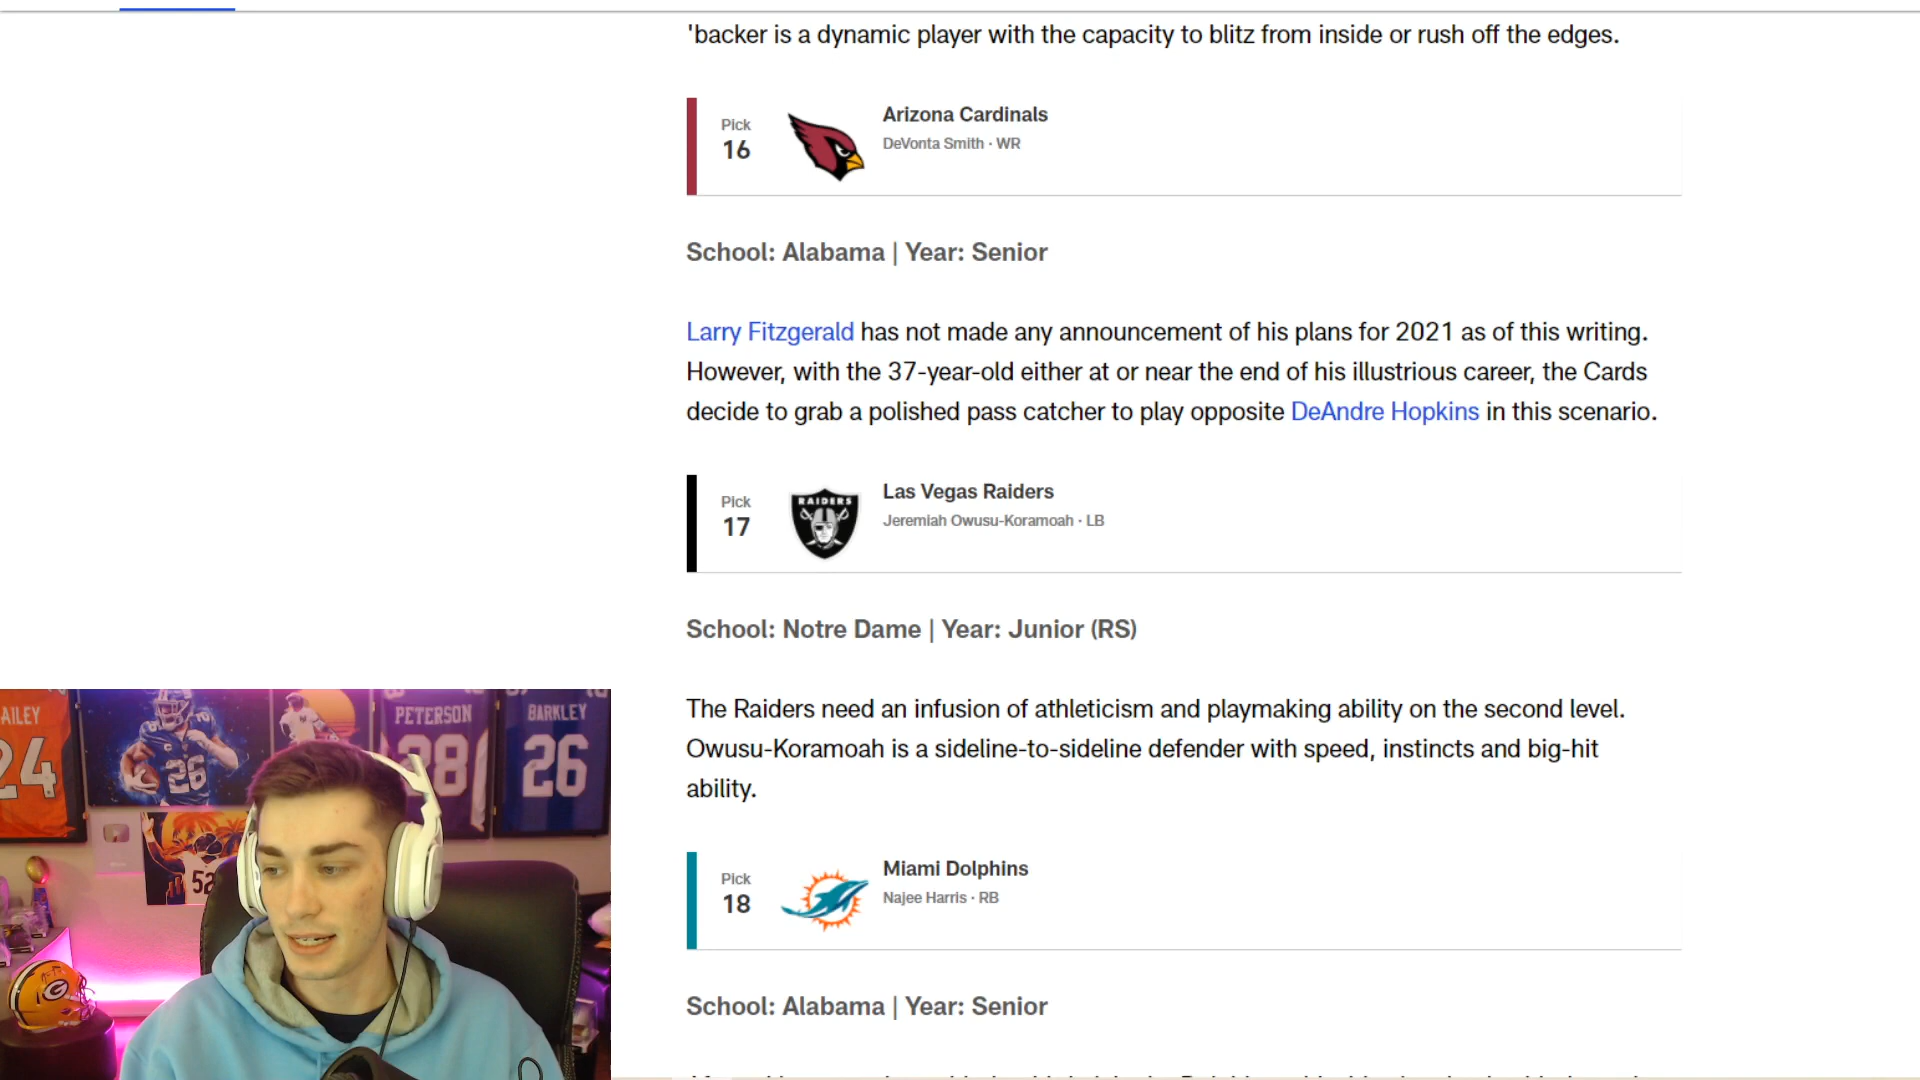 'backer is a dynamic player with the capacity to blitz from inside or rush off the edges.
Pick
16
Arizona Cardinals
DeVonta Smith · WR
School: Alabama | Year: Senior
Larry Fitzgerald has not made any announcement of his plans for 2021 as of this writing.
However, with the 37-year-old either at or near the end of his illustrious career, the Cards
decide to grab a polished pass catcher to play opposite DeAndre Hopkins in this scenario.
Pick
17
RAIDERS
Las Vegas Raiders
Jeremiah Owusu-Koramoah · LB
School: Notre Dame | Year: Junior (RS)
The Raiders need an infusion of athleticism and playmaking ability on the second level.
Owusu-Koramoah is a sideline-to-sideline defender with speed, instincts and big-hit
ability.
Pick
18
Miami Dolphins
Najee Harris · RB
School: Alabama | Year: Senior
AILEY
24
26
PETERSON
28
BARKLEY
26
52
G